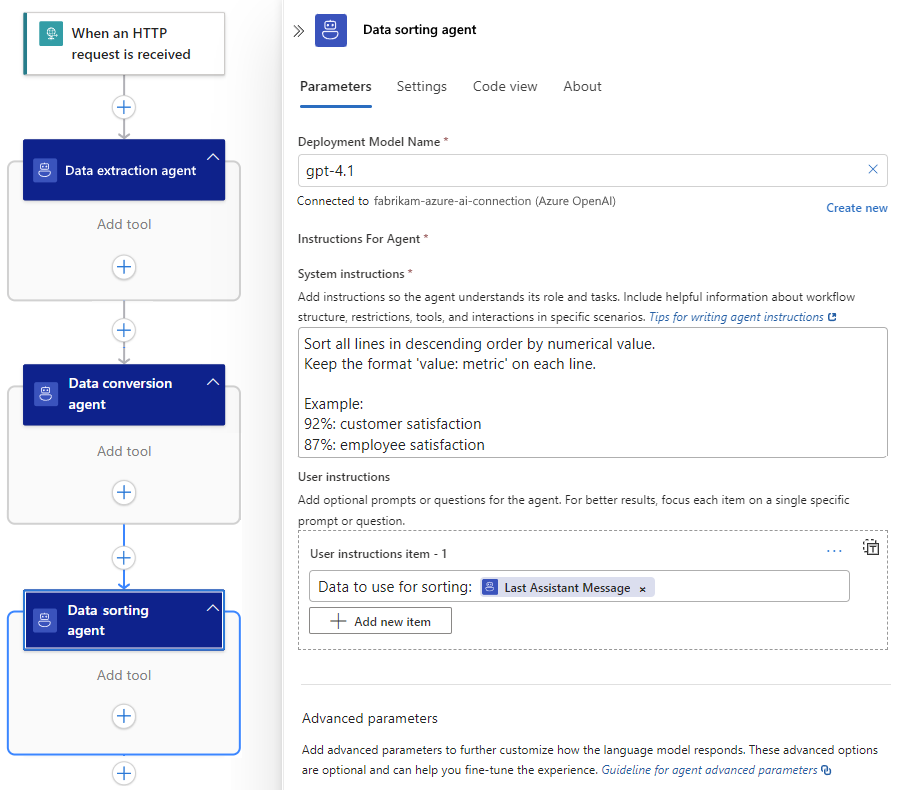 When an HTTP
request is received
Data extraction agent
Add tool
Data conversion
agent
Add tool
Data sorting
agent
Add tool
Data sorting agent
Parameters
Settings
Code view
About
Deployment Model Name *
gpt-4.1
Connected to fabrikam-azure-ai-connection (Azure OpenAI)
Create new
Instructions For Agent *
System instructions *
Add instructions so the agent understands its role and tasks. Include helpful information about workflow
structure, restrictions, tools, and interactions in specific scenarios. Tips for writing agent instructions
Sort all lines in descending order by numerical value.
Keep the format 'value: metric' on each line.
Example:
92%: customer satisfaction
87%: employee satisfaction
User instructions
Add optional prompts or questions for the agent. For better results, focus each item on a single specific
prompt or question.
User instructions item - 1
Data to use for sorting: Last Assistant Message ×
Add new item
Advanced parameters
Add advanced parameters to further customize how the language model responds. These advanced options
are optional and can help you fine-tune the experience. Guideline for agent advanced parameters